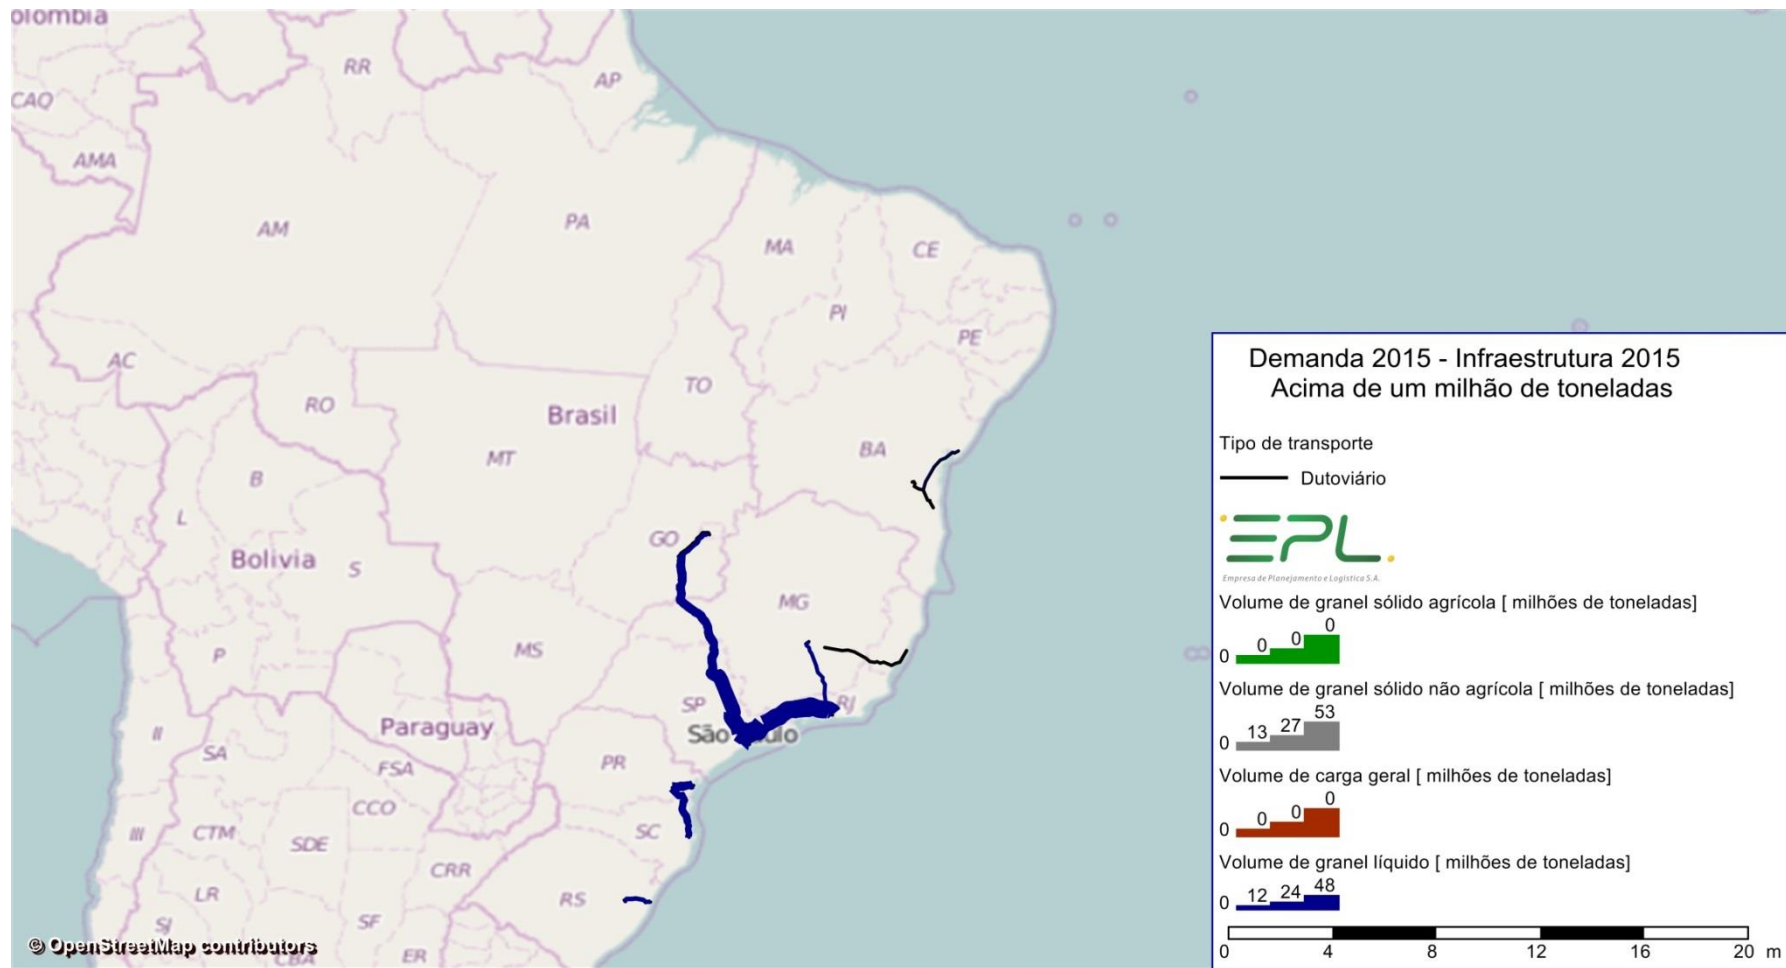 olombia
RR
AP
CAQ
AMA
AM
PA
MA
CE
PI
PE
AC
TO
RO
Brasil
MT
BA
B
L
GO
Bolivia
S
MG
P
MS
SP
RJ
II
Paraguay
São Paulo
SA
PR
FSA
CCO
III
CTM
SDE
SC
CRR
LR
RS
SJ
SF
© OpenStreetMap contributors
CBA
ER
Demanda 2015 - Infraestrutura 2015
Acima de um milhão de toneladas
Tipo de transporte
Dutoviário
EPL
Empresa de Planejamento e Logística S.A.
Volume de granel sólido agrícola [ milhões de toneladas]
0 0 0 0
Volume de granel sólido não agrícola [ milhões de toneladas]
0 13 27 53
Volume de carga geral [ milhões de toneladas]
0 0 0 0
Volume de granel líquido [ milhões de toneladas]
0 12 24 48
0 4 8 12 16 20 m